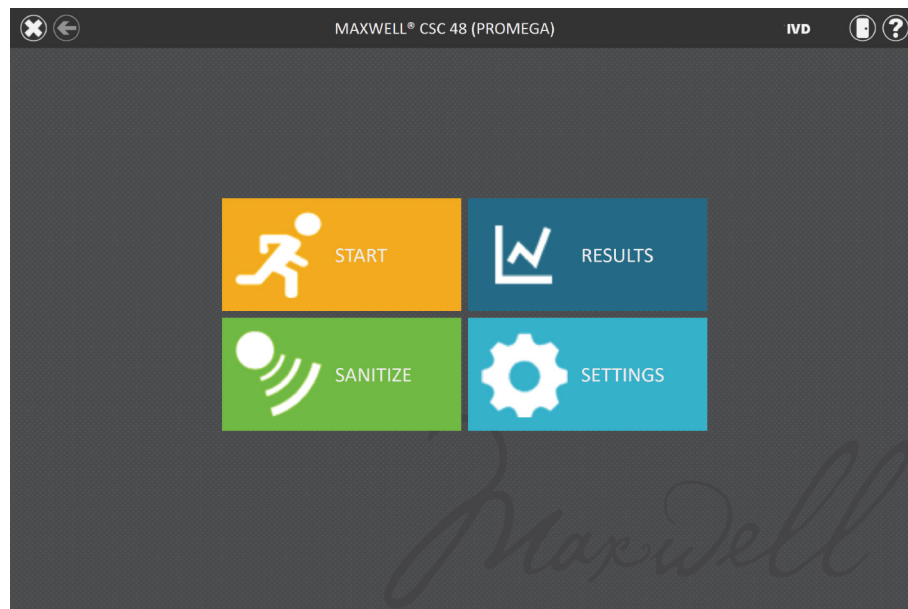 MAXWELL® CSC 48 (PROMEGA) IVD ?
START RESULTS
SANITIZE SETTINGS
Maxwell